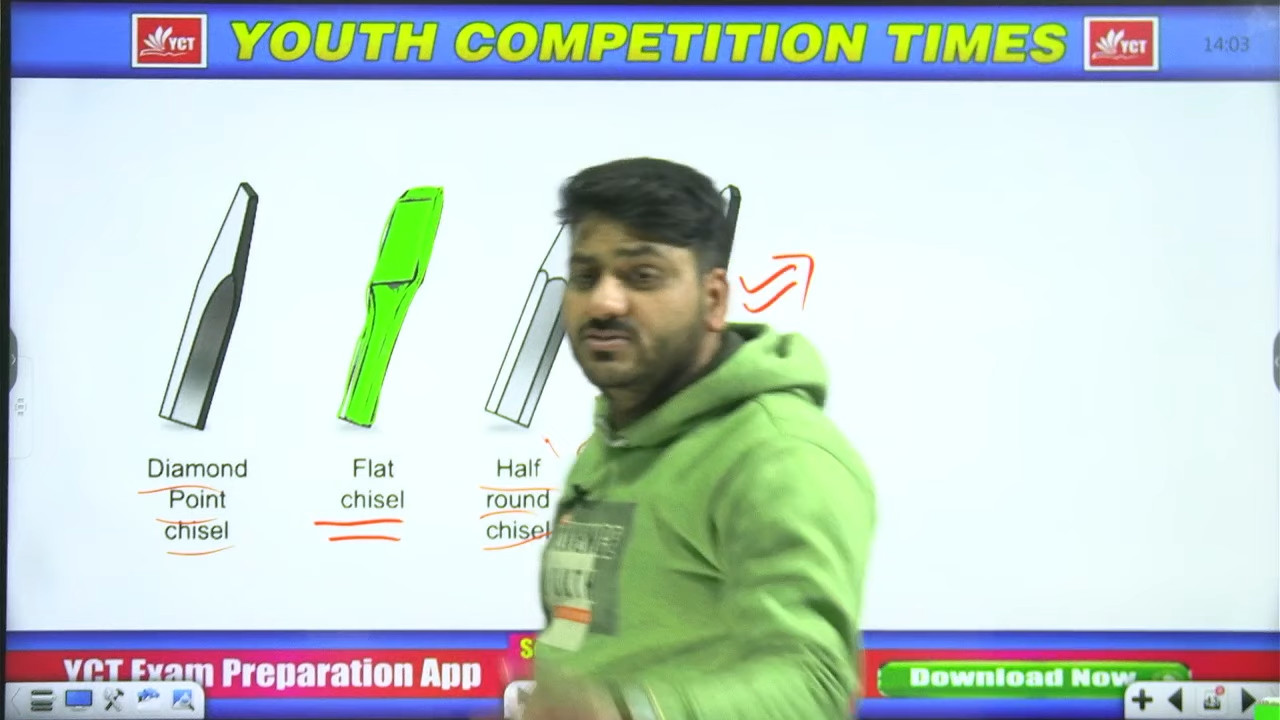 YCT
YOUTH COMPETITION TIMES
YCT
14:03
Diamond
Point
chisel
Flat
chisel
Half
round
chisel
YCT Exam Preparation App
Download Now